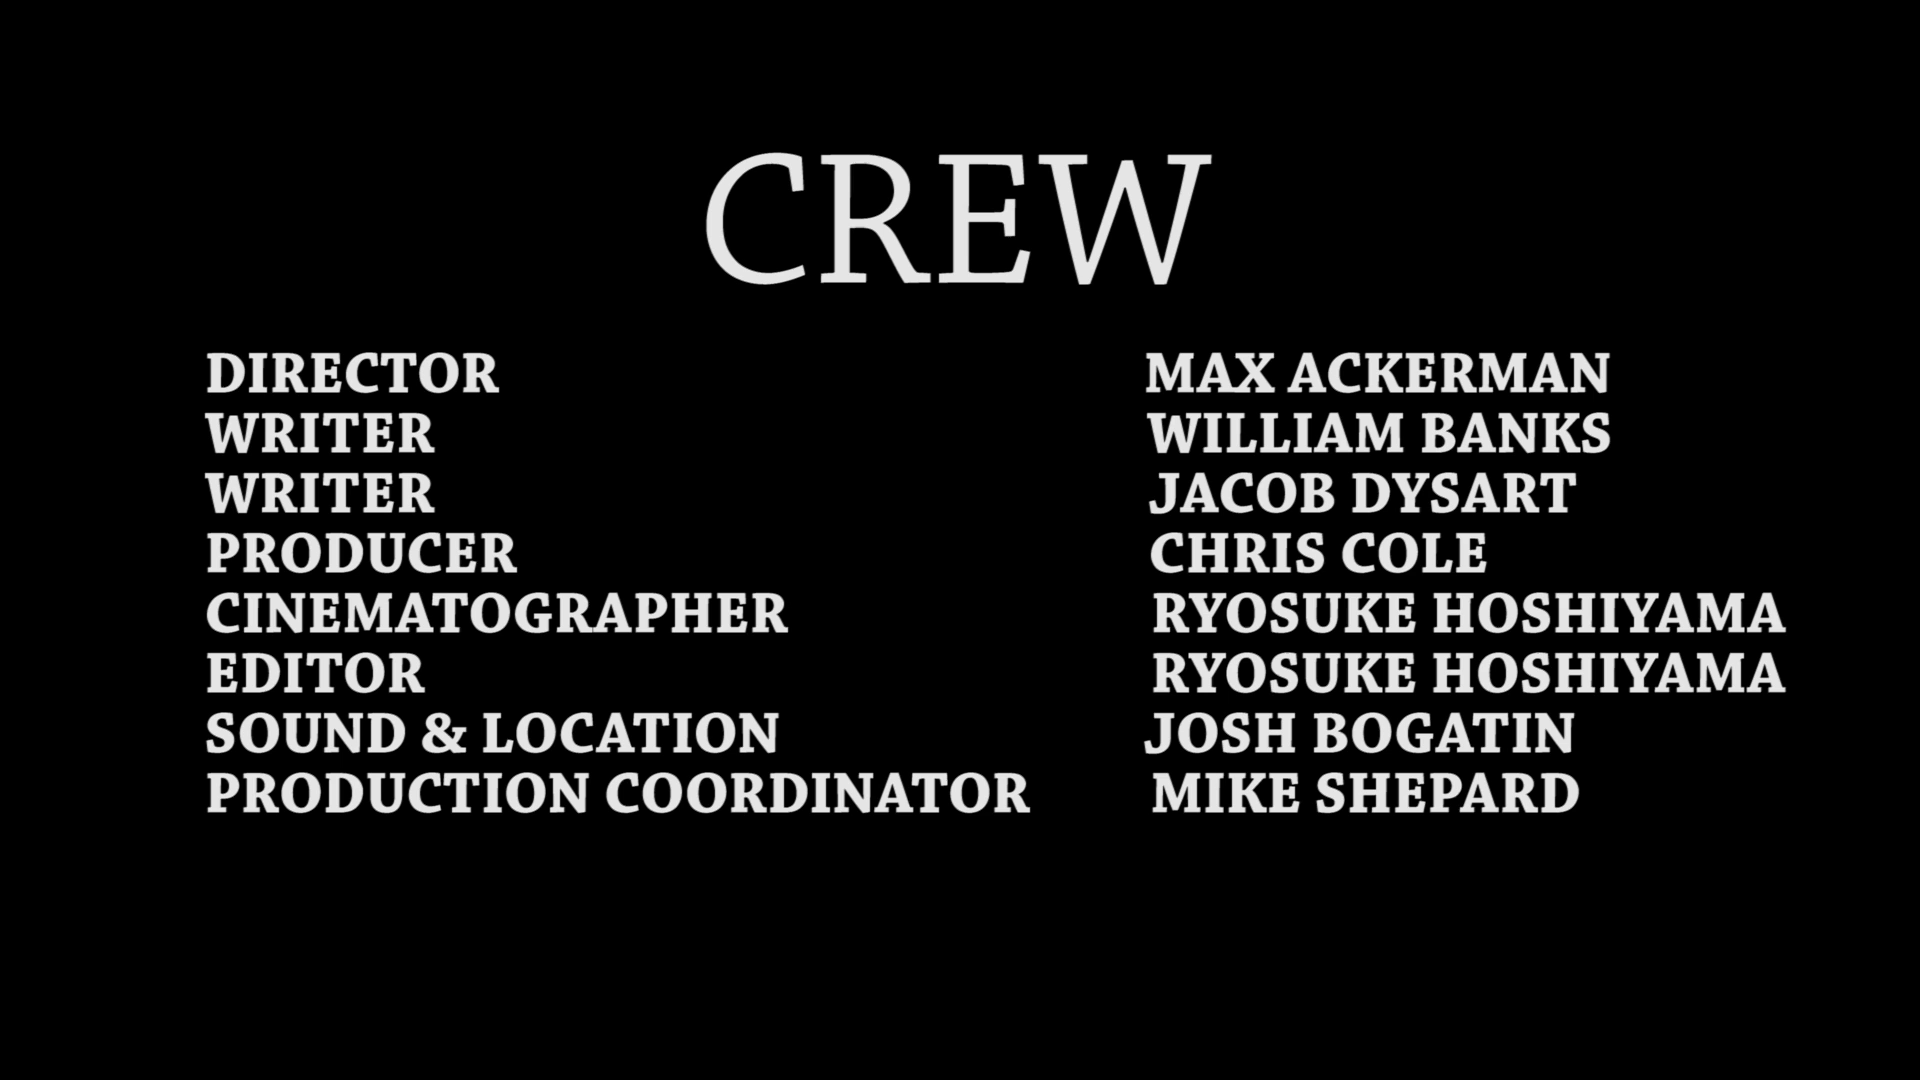 CREW
DIRECTOR MAX ACKERMAN
WRITER WILLIAM BANKS
WRITER JACOB DYSART
PRODUCER CHRIS COLE
CINEMATOGRAPHER RYOSUKE HOSHIYAMA
EDITOR RYOSUKE HOSHIYAMA
SOUND & LOCATION JOSH BOGATIN
PRODUCTION COORDINATOR MIKE SHEPARD